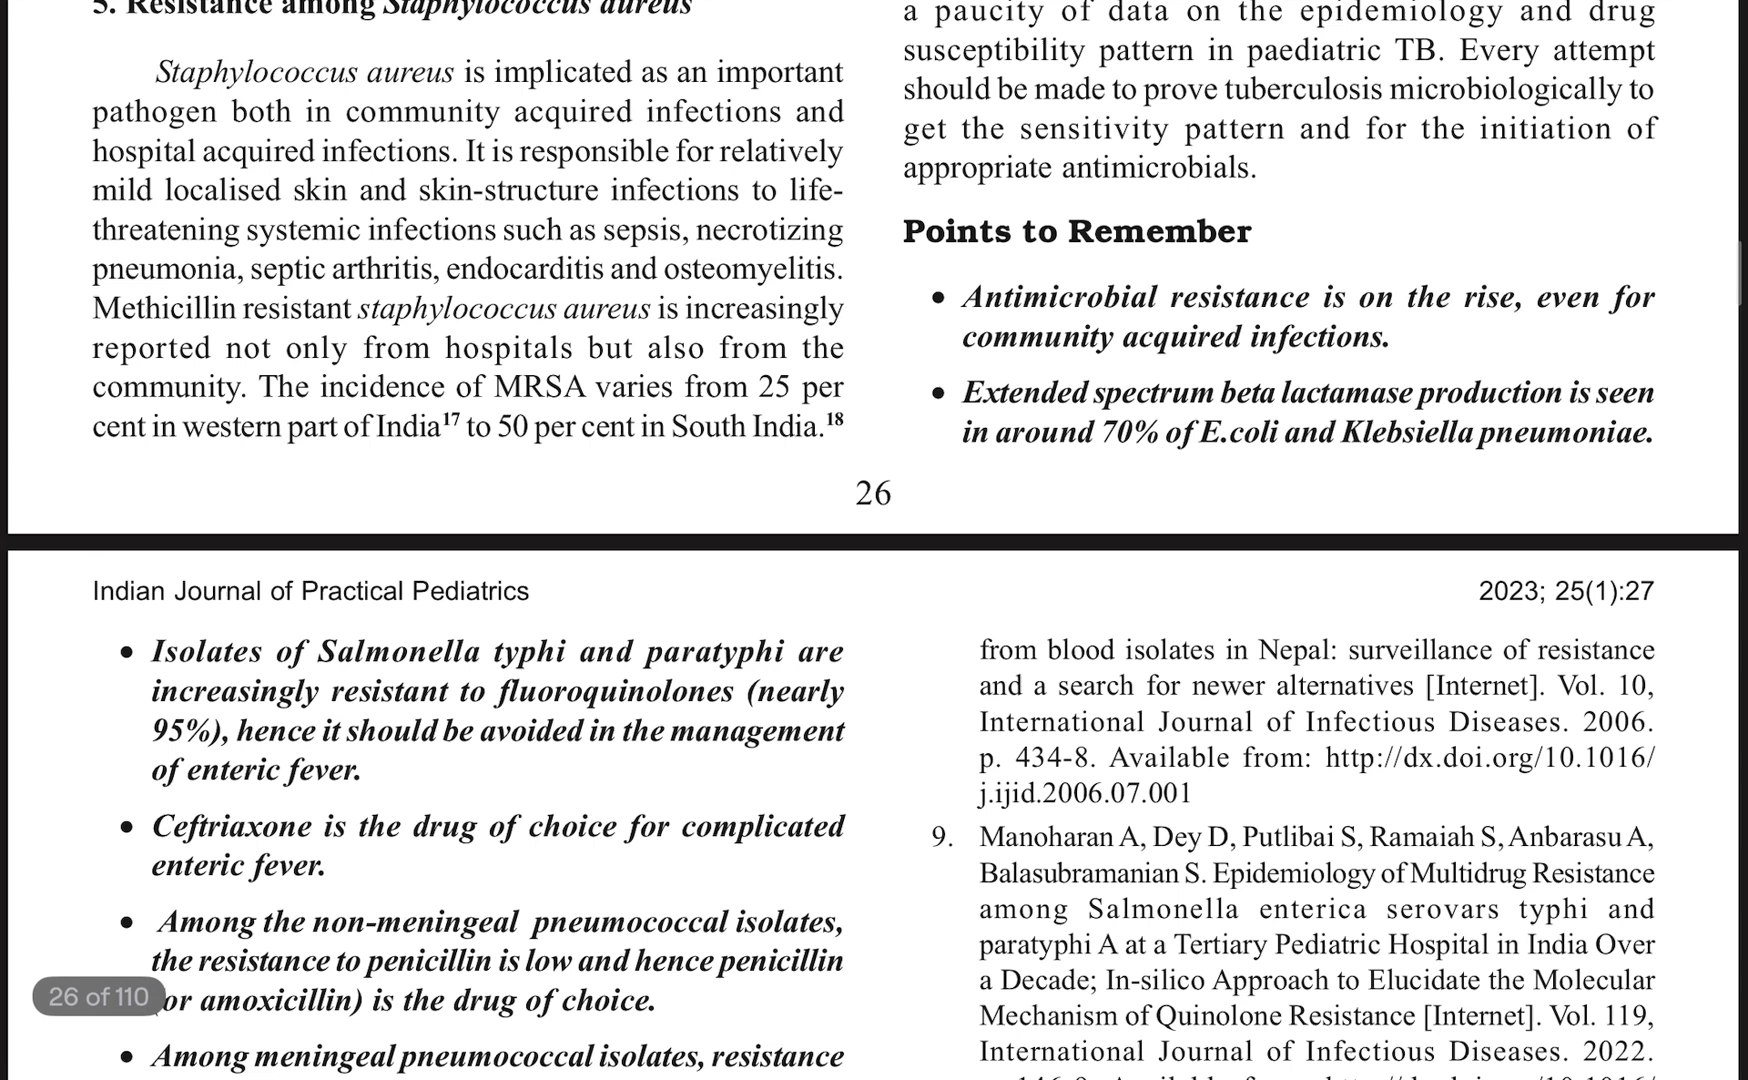 5. Resistance among Staphylococcus aureus
Staphylococcus aureus is implicated as an important
pathogen both in community acquired infections and
hospital acquired infections. It is responsible for relatively
mild localised skin and skin-structure infections to life-
threatening systemic infections such as sepsis, necrotizing
pneumonia, septic arthritis, endocarditis and osteomyelitis.
Methicillin resistant staphylococcus aureus is increasingly
reported not only from hospitals but also from the
community. The incidence of MRSA varies from 25 per
cent in western part of India17 to 50 per cent in South India.18
a paucity of data on the epidemiology and drug
susceptibility pattern in paediatric TB. Every attempt
should be made to prove tuberculosis microbiologically to
get the sensitivity pattern and for the initiation of
appropriate antimicrobials.
Points to Remember
• Antimicrobial resistance is on the rise, even for
community acquired infections.
• Extended spectrum beta lactamase production is seen
in around 70% of E.coli and Klebsiella pneumoniae.
26
Indian Journal of Practical Pediatrics
2023; 25(1):27
• Isolates of Salmonella typhi and paratyphi are
increasingly resistant to fluoroquinolones (nearly
95%), hence it should be avoided in the management
of enteric fever.
• Ceftriaxone is the drug of choice for complicated
enteric fever.
• Among the non-meningeal pneumococcal isolates,
the resistance to penicillin is low and hence penicillin
or amoxicillin) is the drug of choice.
• Among meningeal pneumococcal isolates, resistance
26 of 110
from blood isolates in Nepal: surveillance of resistance
and a search for newer alternatives [Internet]. Vol. 10,
International Journal of Infectious Diseases. 2006.
p. 434-8. Available from: http://dx.doi.org/10.1016/
j.ijid.2006.07.001
9. Manoharan A, Dey D, Putlibai S, Ramaiah S, Anbarasu A,
Balasubramanian S. Epidemiology of Multidrug Resistance
among Salmonella enterica serovars typhi and
paratyphi A at a Tertiary Pediatric Hospital in India Over
a Decade; In-silico Approach to Elucidate the Molecular
Mechanism of Quinolone Resistance [Internet]. Vol. 119,
International Journal of Infectious Diseases. 2022.